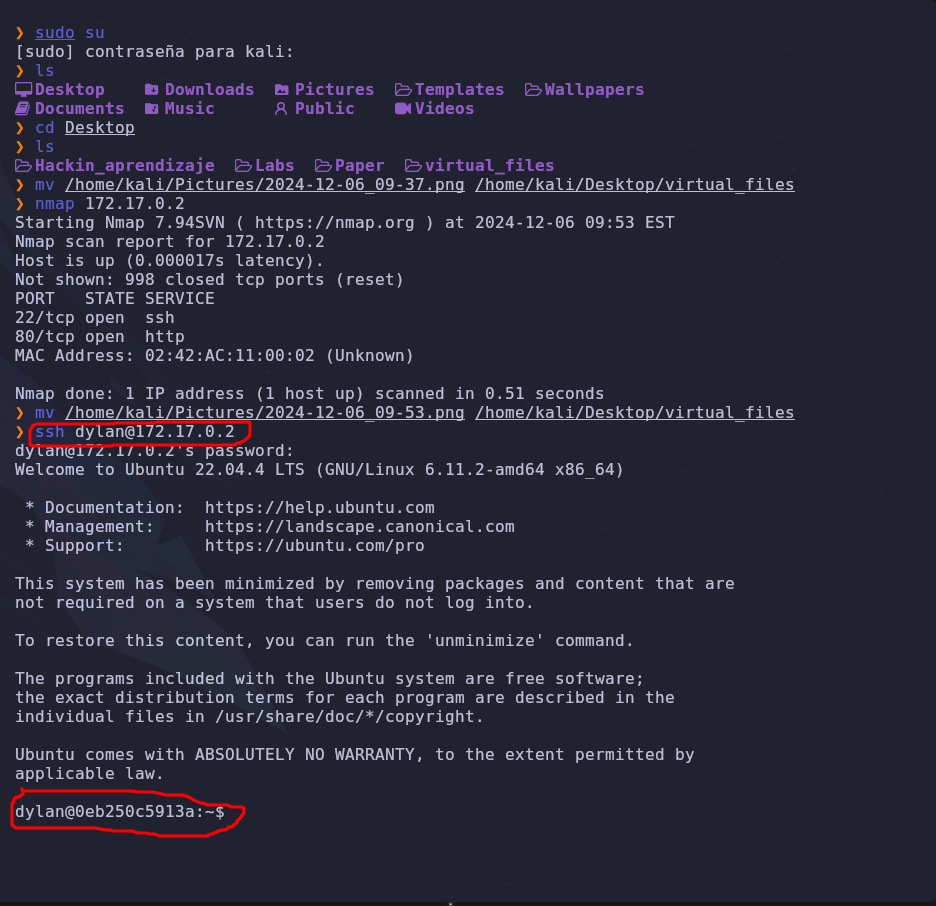 ❯ sudo su
[sudo] contraseña para kali:
❯ ls
Desktop Downloads Pictures Templates Wallpapers
Documents Music Public Videos
❯ cd Desktop
❯ ls
Hackin_aprendizaje Labs Paper virtual_files
❯ mv /home/kali/Pictures/2024-12-06_09-37.png /home/kali/Desktop/virtual_files
❯ nmap 172.17.0.2
Starting Nmap 7.94SVN ( https://nmap.org ) at 2024-12-06 09:53 EST
Nmap scan report for 172.17.0.2
Host is up (0.000017s latency).
Not shown: 998 closed tcp ports (reset)
PORT   STATE SERVICE
22/tcp open  ssh
80/tcp open  http
MAC Address: 02:42:AC:11:00:02 (Unknown)
Nmap done: 1 IP address (1 host up) scanned in 0.51 seconds
❯ mv /home/kali/Pictures/2024-12-06_09-53.png /home/kali/Desktop/virtual_files
❯ ssh dylan@172.17.0.2
dylan@172.17.0.2's password:
Welcome to Ubuntu 22.04.4 LTS (GNU/Linux 6.11.2-amd64 x86_64)
* Documentation:  https://help.ubuntu.com
* Management:     https://landscape.canonical.com
* Support:        https://ubuntu.com/pro
This system has been minimized by removing packages and content that are
not required on a system that users do not log into.
To restore this content, you can run the 'unminimize' command.
The programs included with the Ubuntu system are free software;
the exact distribution terms for each program are described in the
individual files in /usr/share/doc/*/copyright.
Ubuntu comes with ABSOLUTELY NO WARRANTY, to the extent permitted by
applicable law.
dylan@0eb250c5913a:~$